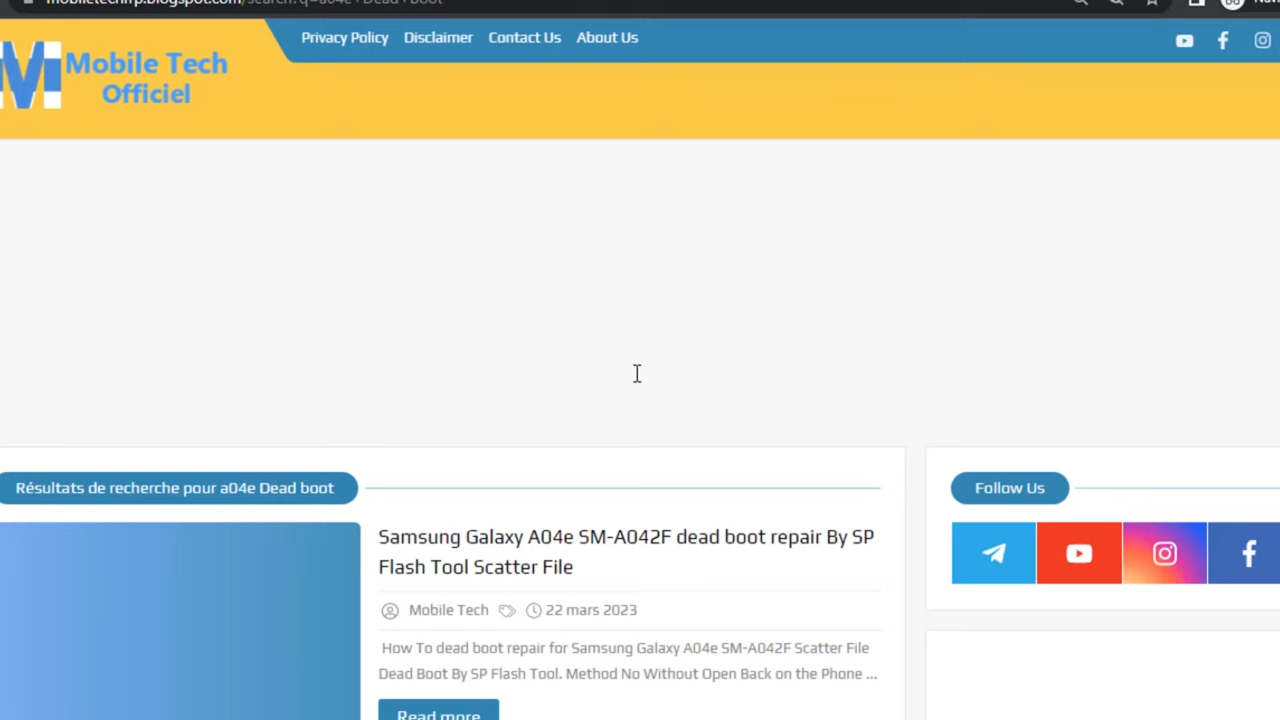 Privacy Policy Disclaimer Contact Us About Us
Mobile Tech
Officiel
Résultats de recherche pour a04e Dead boot
Samsung Galaxy A04e SM-A042F dead boot repair By SP
Flash Tool Scatter File
Mobile Tech 22 mars 2023
How To dead boot repair for Samsung Galaxy A04e SM-A042F Scatter File
Dead Boot By SP Flash Tool. Method No Without Open Back on the Phone ...
Read more
Follow Us